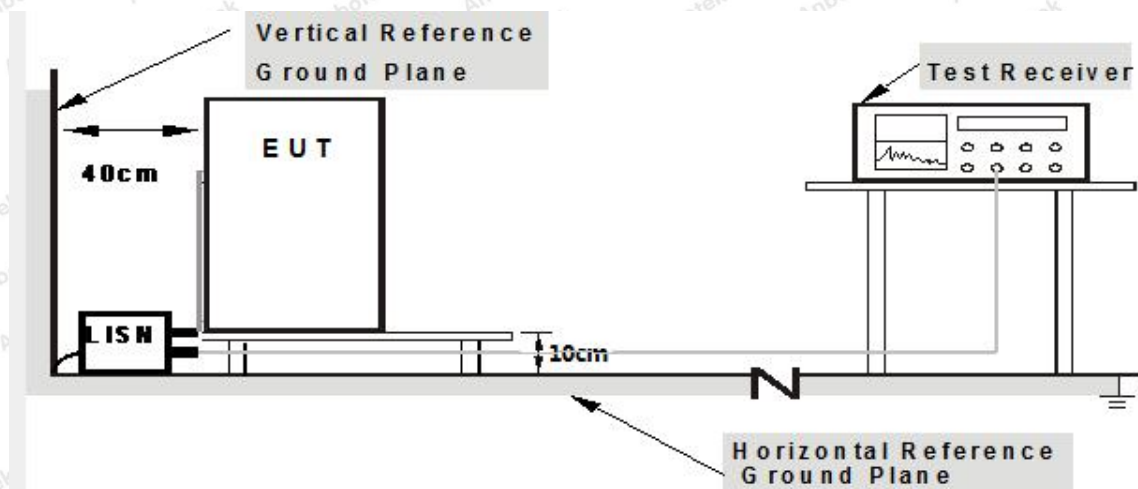 Vertical Reference
Ground Plane
Test Receiver
EUT
40cm
LISN
10cm
Horizontal Reference
Ground Plane